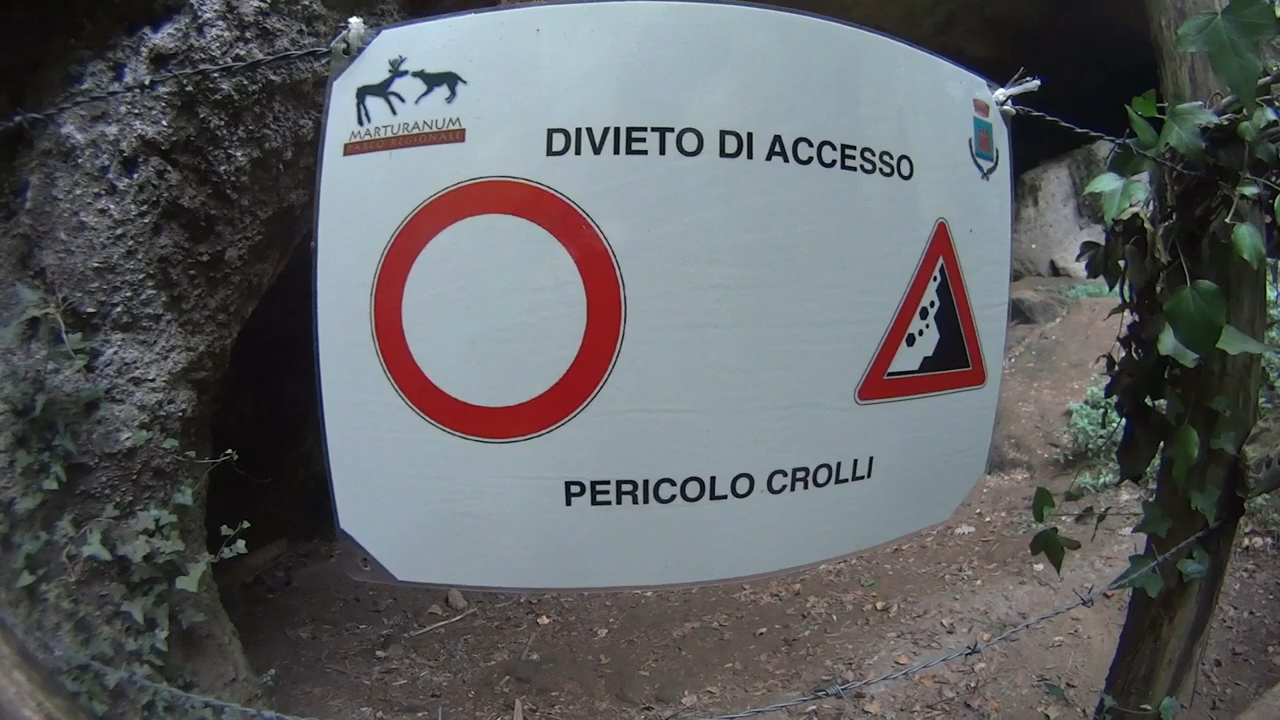 MARTURANUM
PARCO REGIONALE
DIVIETO DI ACCESSO
PERICOLO CROLLI